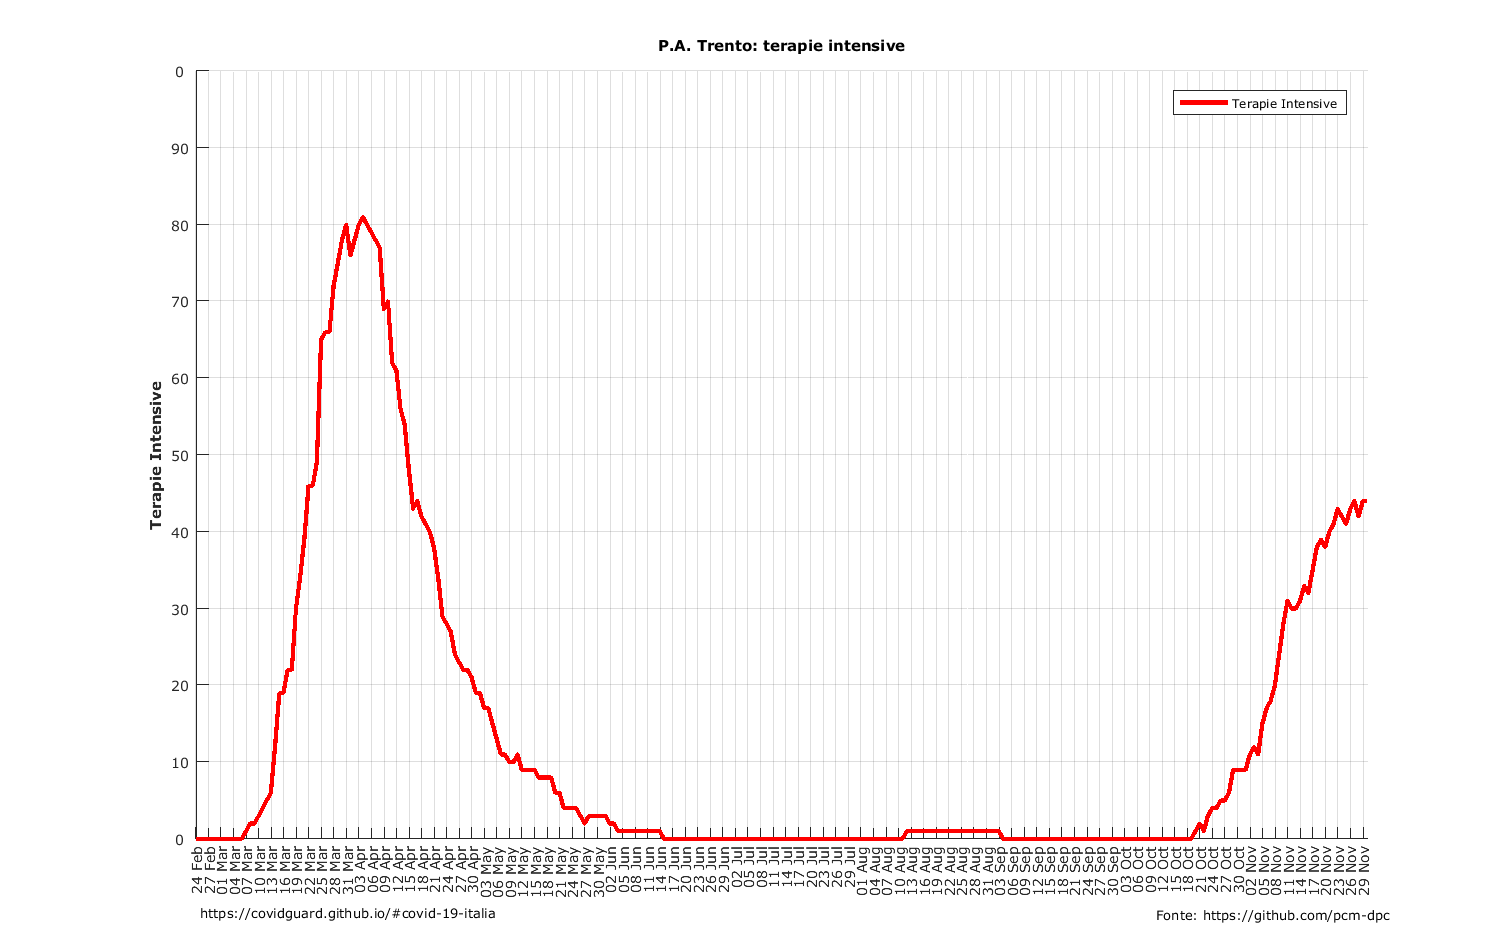 P.A. Trento: terapie intensive
Terapie Intensive
0
90
80
70
60
50
40
30
20
10
0
Terapie Intensive
24 Feb
27 Feb
01 Mar
04 Mar
07 Mar
10 Mar
13 Mar
16 Mar
19 Mar
22 Mar
25 Mar
28 Mar
31 Mar
03 Apr
06 Apr
09 Apr
12 Apr
15 Apr
18 Apr
21 Apr
24 Apr
27 Apr
30 Apr
03 May
06 May
09 May
12 May
15 May
18 May
21 May
24 May
27 May
30 May
02 Jun
05 Jun
08 Jun
11 Jun
14 Jun
17 Jun
20 Jun
23 Jun
26 Jun
29 Jun
02 Jul
05 Jul
08 Jul
11 Jul
14 Jul
17 Jul
20 Jul
23 Jul
26 Jul
29 Jul
01 Aug
04 Aug
07 Aug
10 Aug
13 Aug
16 Aug
19 Aug
22 Aug
25 Aug
28 Aug
31 Aug
03 Sep
06 Sep
09 Sep
12 Sep
15 Sep
18 Sep
21 Sep
24 Sep
27 Sep
30 Sep
03 Oct
06 Oct
09 Oct
12 Oct
15 Oct
18 Oct
21 Oct
24 Oct
27 Oct
30 Oct
02 Nov
05 Nov
08 Nov
11 Nov
14 Nov
17 Nov
20 Nov
23 Nov
26 Nov
29 Nov
https://covidguard.github.io/#covid-19-italia
Fonte: https://github.com/pcm-dpc